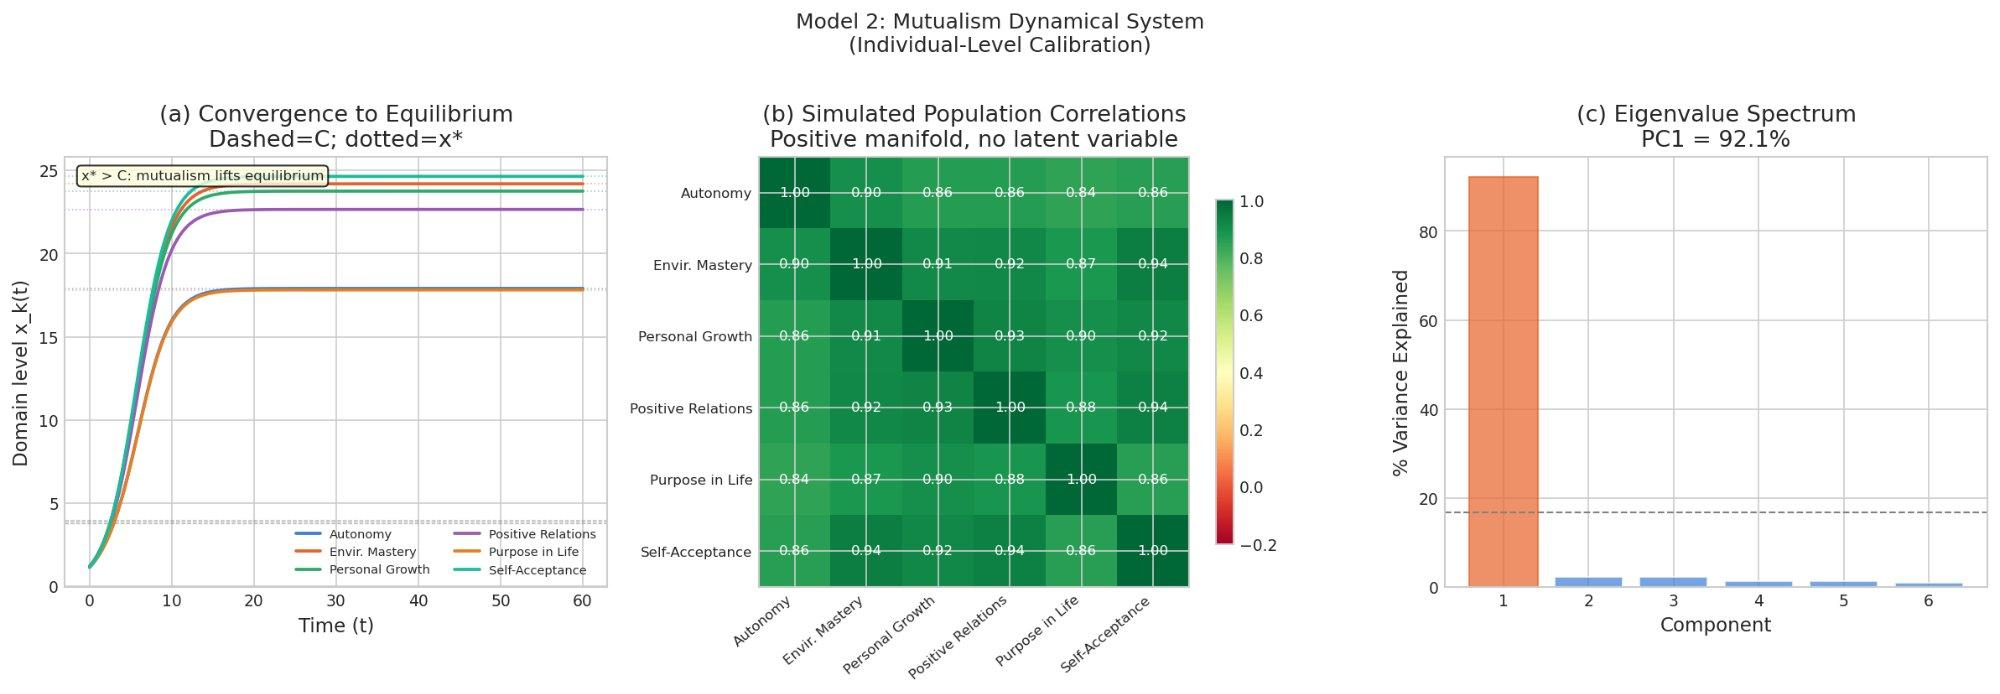 Model 2: Mutualism Dynamical System
(Individual-Level Calibration)
(a) Convergence to Equilibrium
Dashed=C; dotted=x*
x* > C: mutualism lifts equilibrium
Domain level x_k(t)
25
20
15
10
5
0
0 10 20 30 40 50 60
Time (t)
Autonomy
Envir. Mastery
Personal Growth
Positive Relations
Purpose in Life
Self-Acceptance
(b) Simulated Population Correlations
Positive manifold, no latent variable
Autonomy 1.00 0.90 0.86 0.86 0.84 0.86
Envir. Mastery 0.90 1.00 0.91 0.92 0.87 0.94
Personal Growth 0.86 0.91 1.00 0.93 0.90 0.92
Positive Relations 0.86 0.92 0.93 1.00 0.88 0.94
Purpose in Life 0.84 0.87 0.90 0.88 1.00 0.86
Self-Acceptance 0.86 0.94 0.92 0.94 0.86 1.00
Autonomy
Envir. Mastery
Personal Growth
Positive Relations
Purpose in Life
Self-Acceptance
1.0
0.8
0.6
0.4
0.2
0.0
−0.2
(c) Eigenvalue Spectrum
PC1 = 92.1%
% Variance Explained
80
60
40
20
0
1 2 3 4 5 6
Component